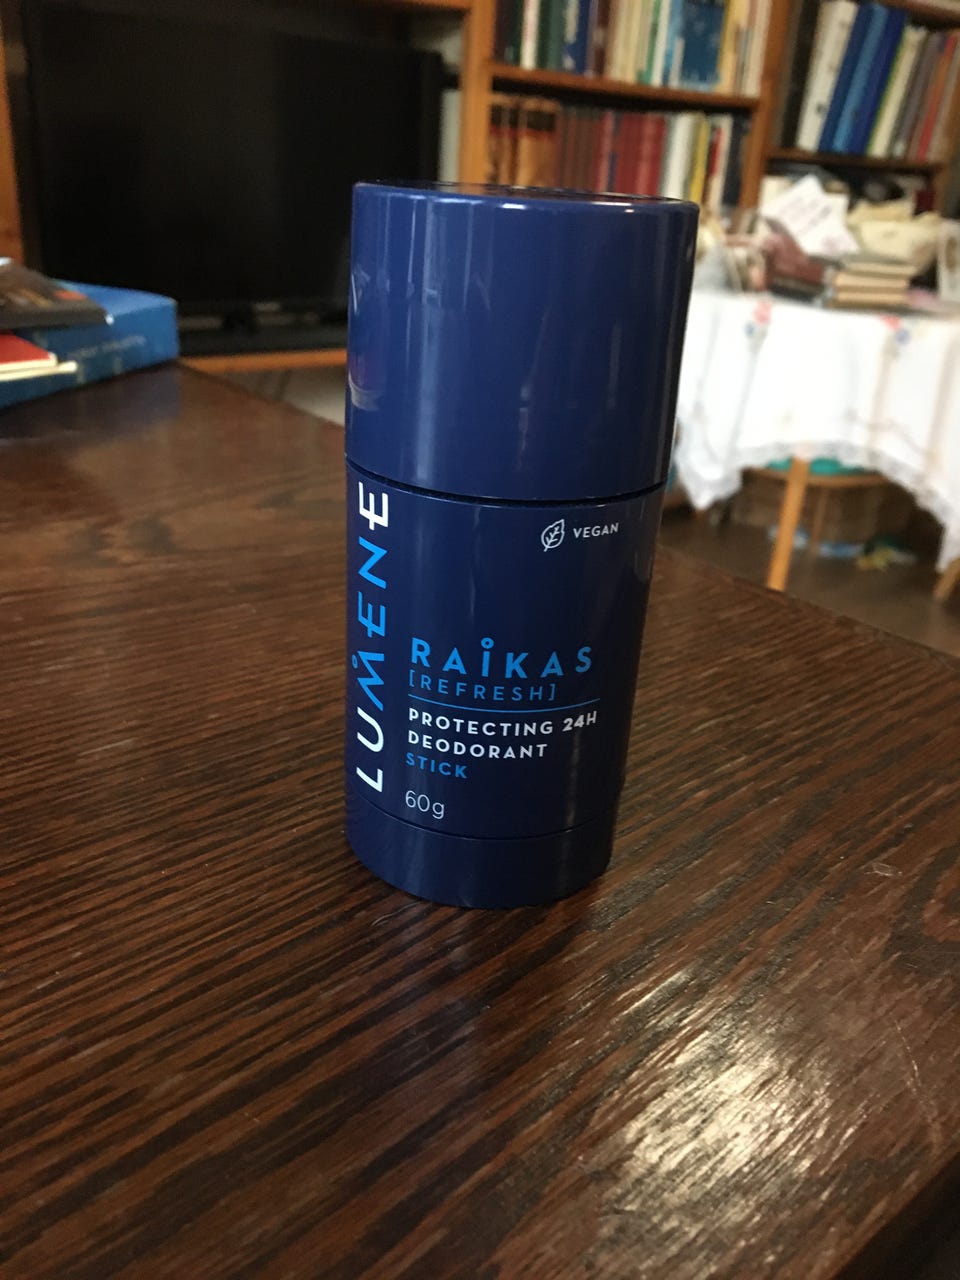 LUMENE
VEGAN
RAIKAS
[REFRESH]
PROTECTING 24H
DEODORANT
STICK
60g